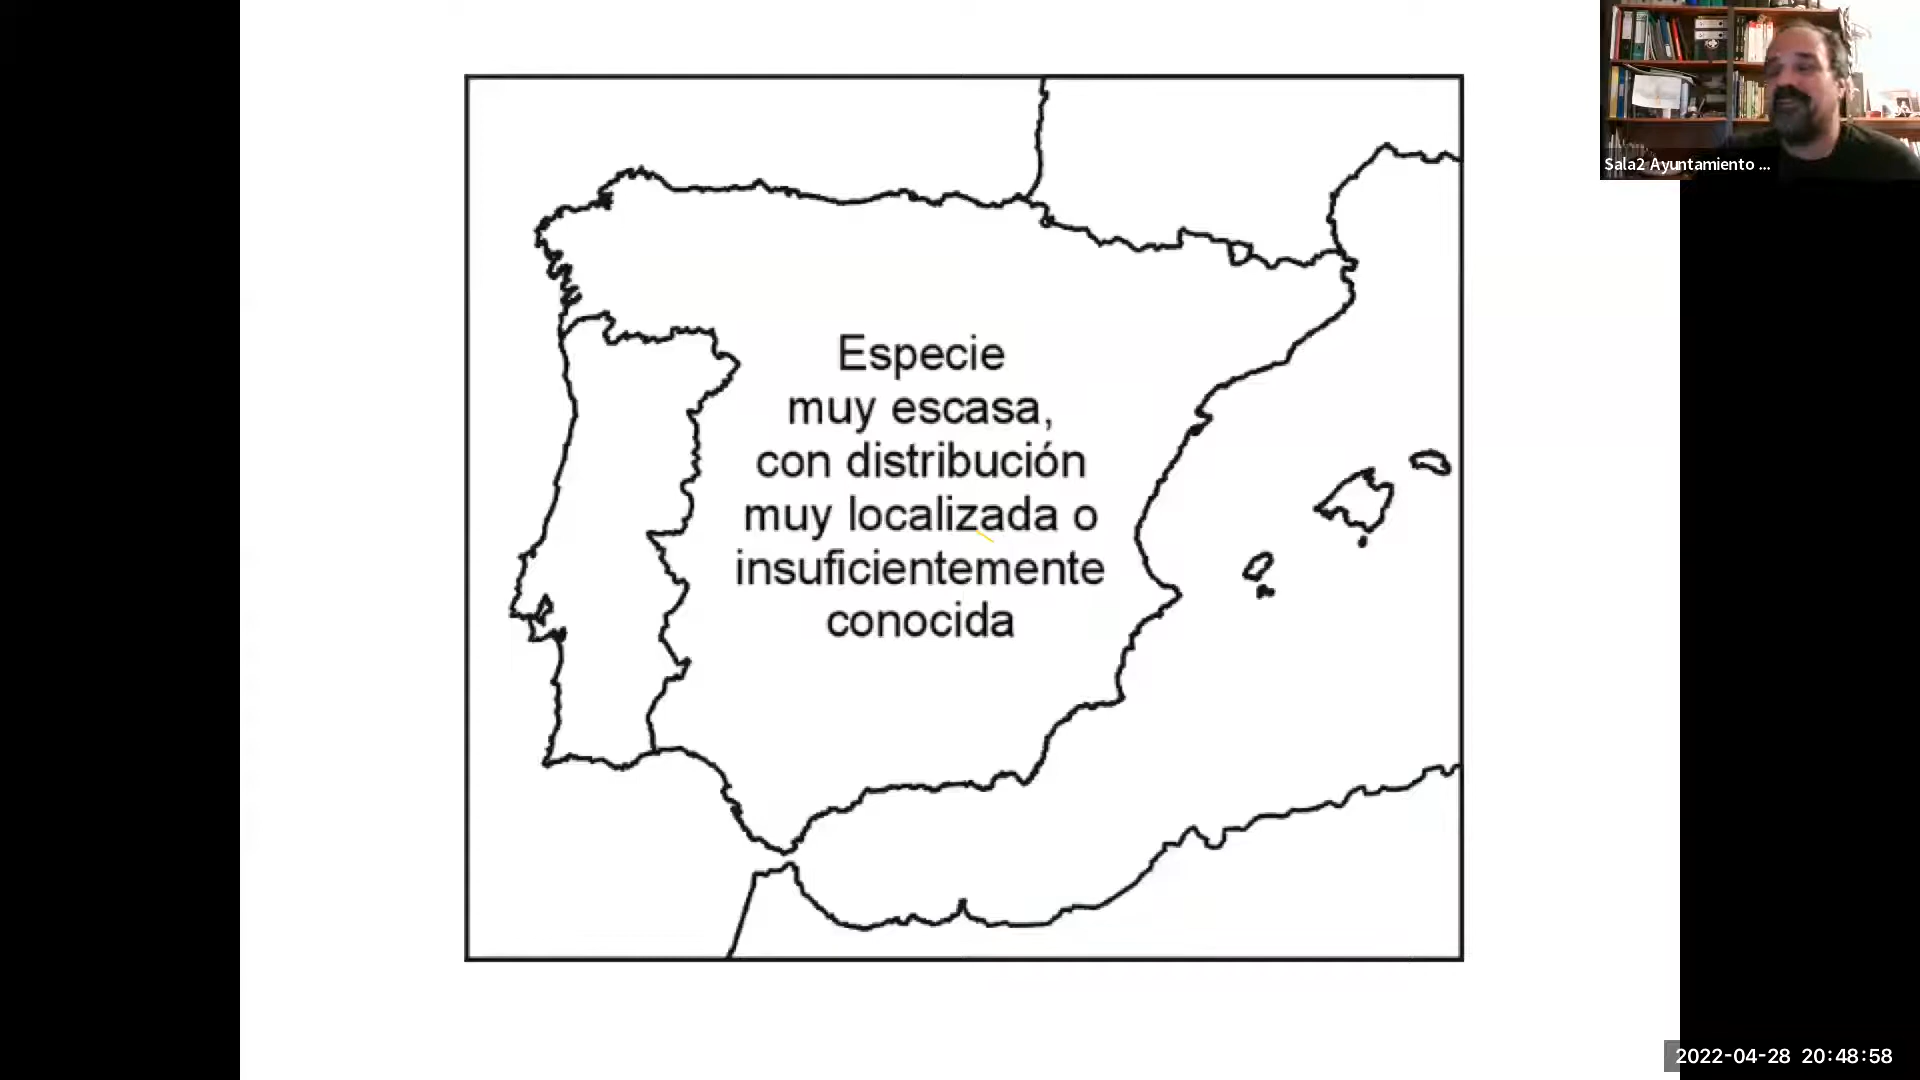 Sala2 Ayuntamiento ...
Especie
muy escasa,
con distribución
muy localizada o
insuficientemente
conocida
2022-04-28 20:48:58